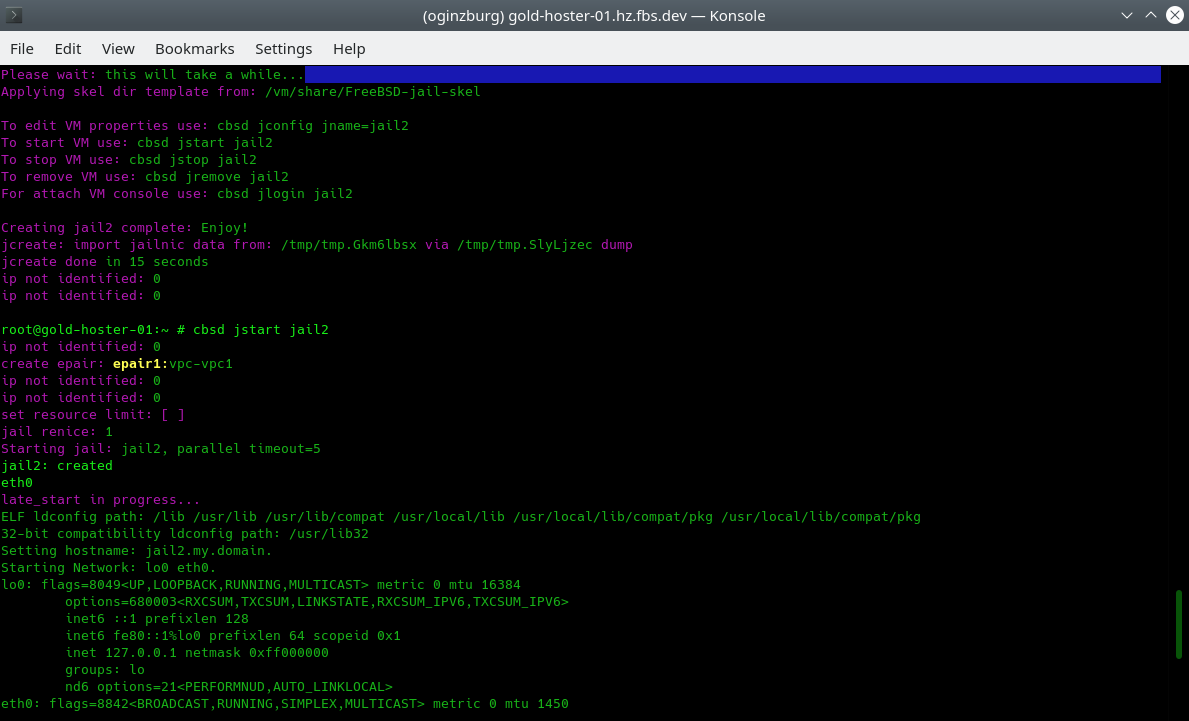 (oginzburg) gold-hoster-01.hz.fbs.dev — Konsole
File Edit View Bookmarks Settings Help
Please wait: this will take a while...
Applying skel dir template from: /vm/share/FreeBSD-jail-skel
To edit VM properties use: cbsd jconfig jname=jail2
To start VM use: cbsd jstart jail2
To stop VM use: cbsd jstop jail2
To remove VM use: cbsd jremove jail2
For attach VM console use: cbsd jlogin jail2
Creating jail2 complete: Enjoy!
jcreate: import jailnic data from: /tmp/tmp.Gkm6lbsx via /tmp/tmp.SlyLjzec dump
jcreate done in 15 seconds
ip not identified: 0
ip not identified: 0
root@gold-hoster-01:~ # cbsd jstart jail2
ip not identified: 0
create epair: epair1:vpc-vpc1
ip not identified: 0
ip not identified: 0
set resource limit: [ ]
jail renice: 1
Starting jail: jail2, parallel timeout=5
jail2: created
eth0
late_start in progress...
ELF ldconfig path: /lib /usr/lib /usr/lib/compat /usr/local/lib /usr/local/lib/compat/pkg /usr/local/lib/compat/pkg
32-bit compatibility ldconfig path: /usr/lib32
Setting hostname: jail2.my.domain.
Starting Network: lo0 eth0.
lo0: flags=8049<UP,LOOPBACK,RUNNING,MULTICAST> metric 0 mtu 16384
options=680003<RXCSUM,TXCSUM,LINKSTATE,RXCSUM_IPV6,TXCSUM_IPV6>
inet6 ::1 prefixlen 128
inet6 fe80::1%lo0 prefixlen 64 scopeid 0x1
inet 127.0.0.1 netmask 0xff000000
groups: lo
nd6 options=21<PERFORMNUD,AUTO_LINKLOCAL>
eth0: flags=8842<BROADCAST,RUNNING,SIMPLEX,MULTICAST> metric 0 mtu 1450